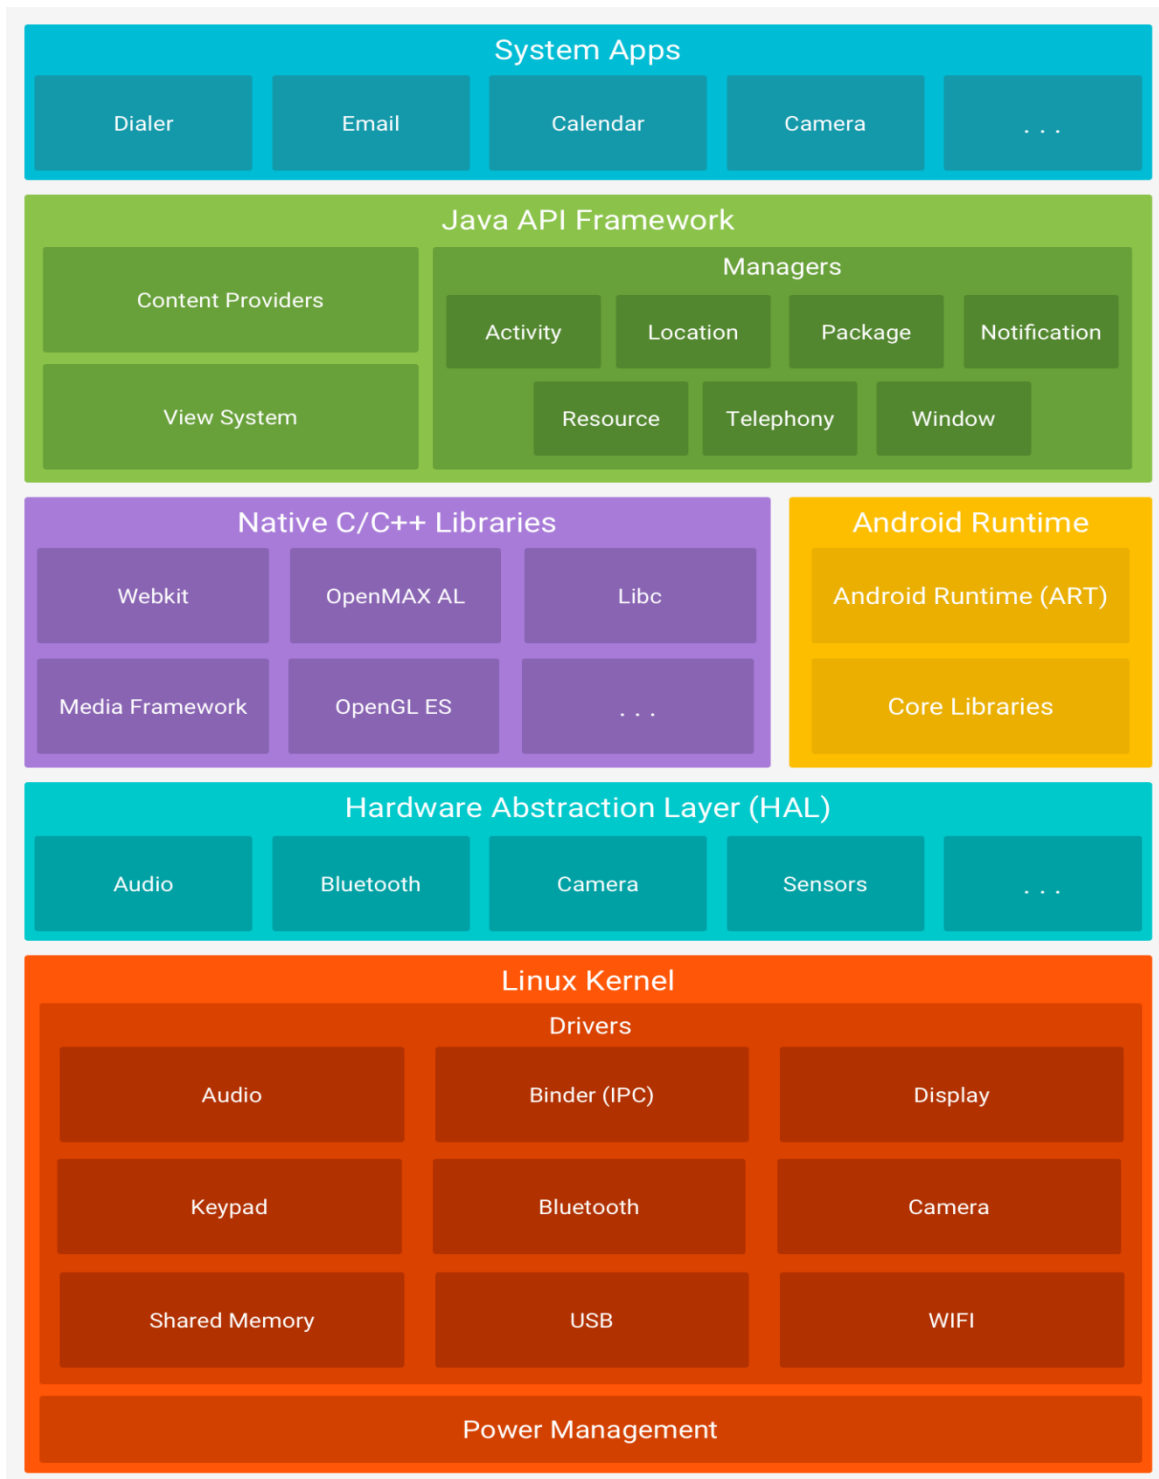 System Apps
Dialer
Email
Calendar
Camera
. . .
Java API Framework
Content Providers
View System
Managers
Activity
Location
Package
Notification
Resource
Telephony
Window
Native C/C++ Libraries
Webkit
OpenMAX AL
Libc
Media Framework
OpenGL ES
. . .
Android Runtime
Android Runtime (ART)
Core Libraries
Hardware Abstraction Layer (HAL)
Audio
Bluetooth
Camera
Sensors
. . .
Linux Kernel
Drivers
Audio
Binder (IPC)
Display
Keypad
Bluetooth
Camera
Shared Memory
USB
WIFI
Power Management